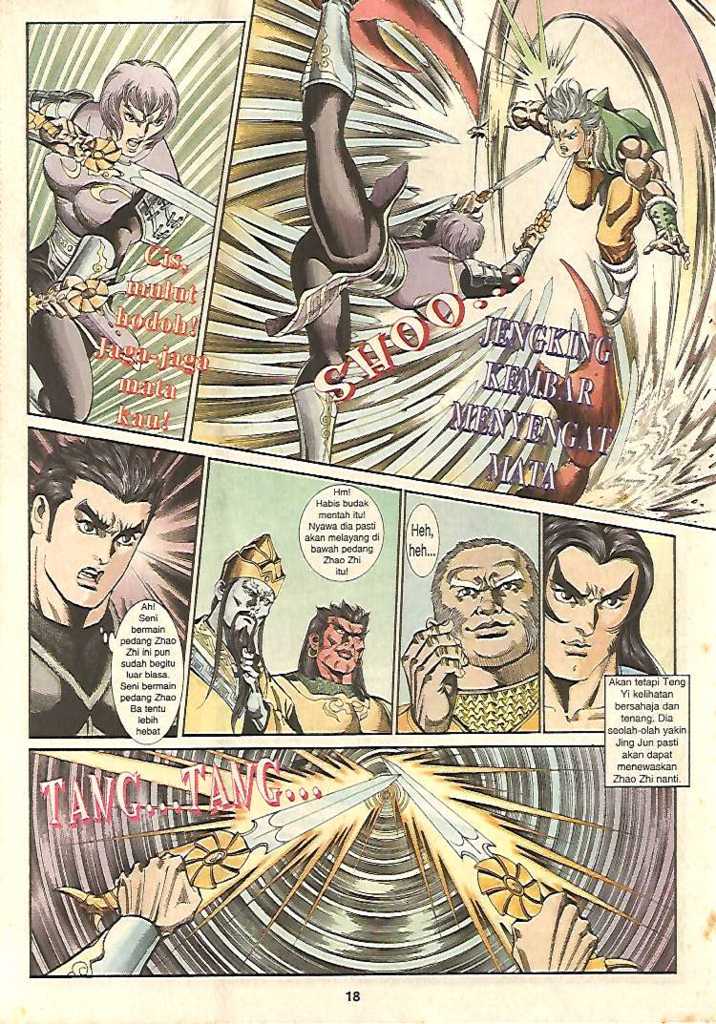 Cis,
mulut
bodoh!
Jaga-jaga
mata
kau!
SHOO...
JENGKING
KEMBAR
MENYENGAT
MATA
Ah!
Seni
bermain
pedang Zhao
Zhi ini pun
sudah begitu
luar biasa.
Seni bermain
pedang Zhao
Ba tentu
lebih
hebat
Hm!
Habis budak
mentah itu!
Nyawa dia pasti
akan melayang di
bawah pedang
Zhao Zhi
itu!
Heh,
heh...
Akan tetapi Teng
Yi kelihatan
bersahaja dan
tenang. Dia
seolah-olah yakin
Jing Jun pasti
akan dapat
menewaskan
Zhao Zhi nanti.
TANG...TANG...
18